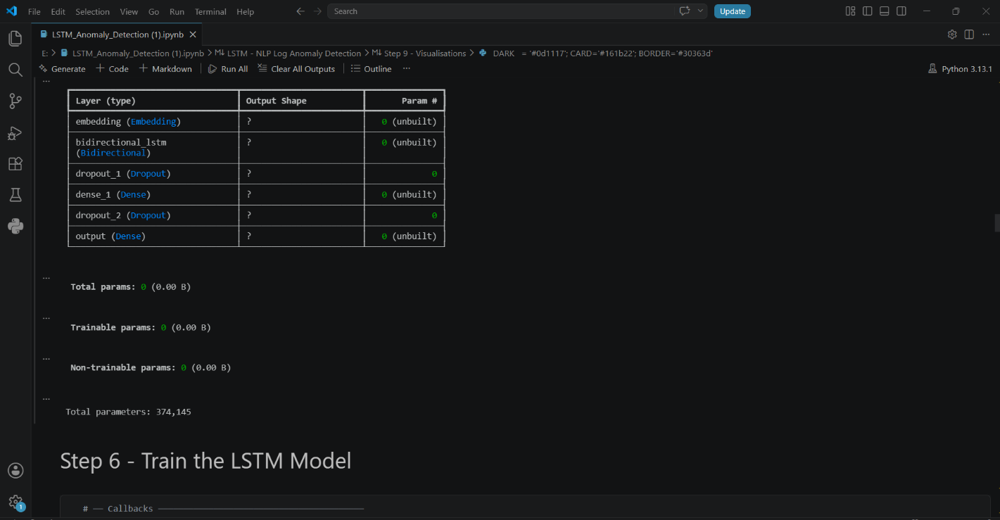 File Edit Selection View Go Run Terminal Help
Search
Update
LSTM_Anomaly_Detection (1).ipynb
E: > LSTM_Anomaly_Detection (1).ipynb > M↓ LSTM - NLP Log Anomaly Detection > M↓ Step 9 - Visualisations > DARK = '#0d1117'; CARD='#161b22'; BORDER='#30363d'
Generate + Code + Markdown Run All Clear All Outputs Outline ...
Python 3.13.1
...
Layer (type) Output Shape Param #
embedding (Embedding) ? 0 (unbuilt)
bidirectional_lstm ? 0 (unbuilt)
(Bidirectional)
dropout_1 (Dropout) ? 0
dense_1 (Dense) ? 0 (unbuilt)
dropout_2 (Dropout) ? 0
output (Dense) ? 0 (unbuilt)
...
Total params: 0 (0.00 B)
...
Trainable params: 0 (0.00 B)
...
Non-trainable params: 0 (0.00 B)
...
Total parameters: 374,145
Step 6 - Train the LSTM Model
# — Callbacks ——————————
1